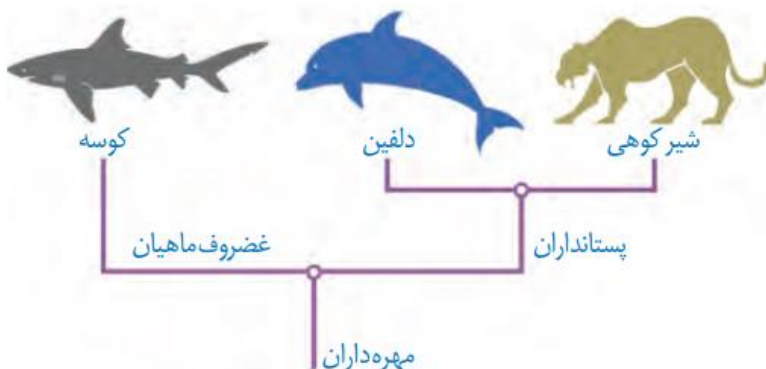 شیر کوهی
دلفین
کوسه
پستانداران
غضروف‌ماهیان
مهره‌داران